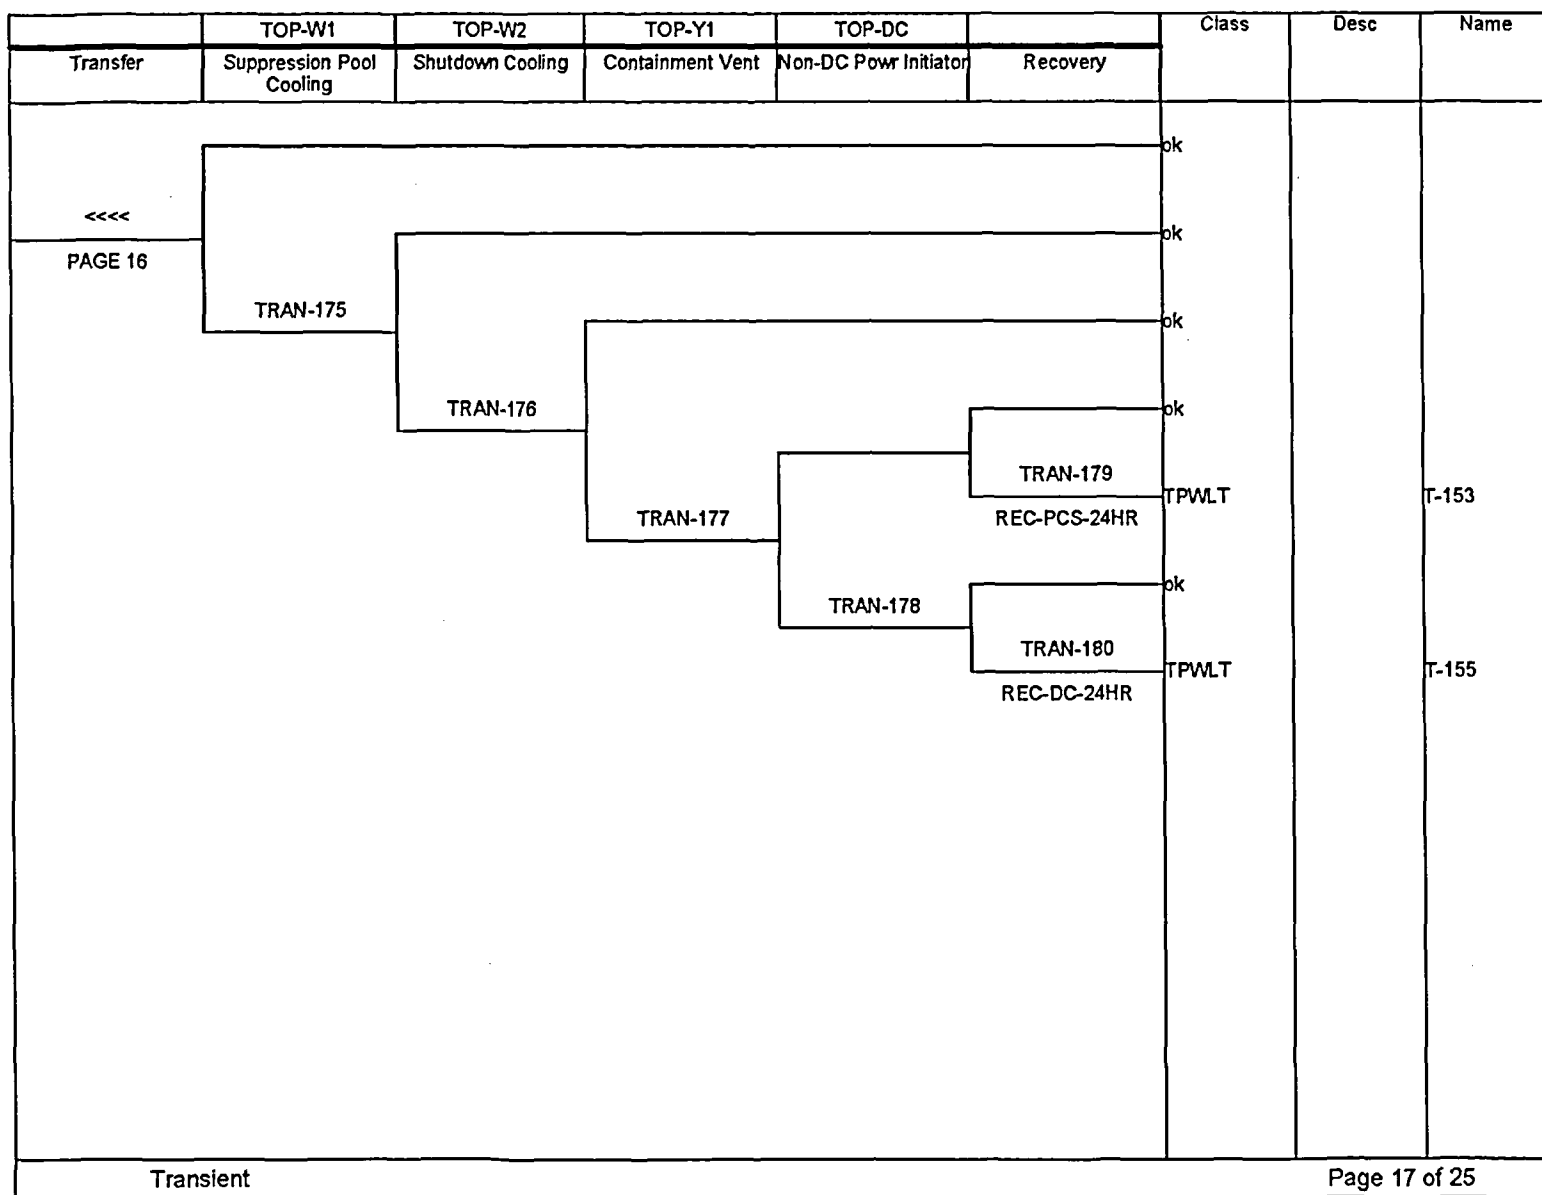 TOP-W1 TOP-W2 TOP-Y1 TOP-DC Class Desc Name
Transfer Suppression Pool Cooling Shutdown Cooling Containment Vent Non-DC Powr Initiator Recovery
ok
<<<<
PAGE 16
ok
TRAN-175
ok
TRAN-176
ok
TRAN-179
TPWLT T-153
REC-PCS-24HR
TRAN-177
ok
TRAN-178
TRAN-180
TPWLT T-155
REC-DC-24HR
Transient Page 17 of 25